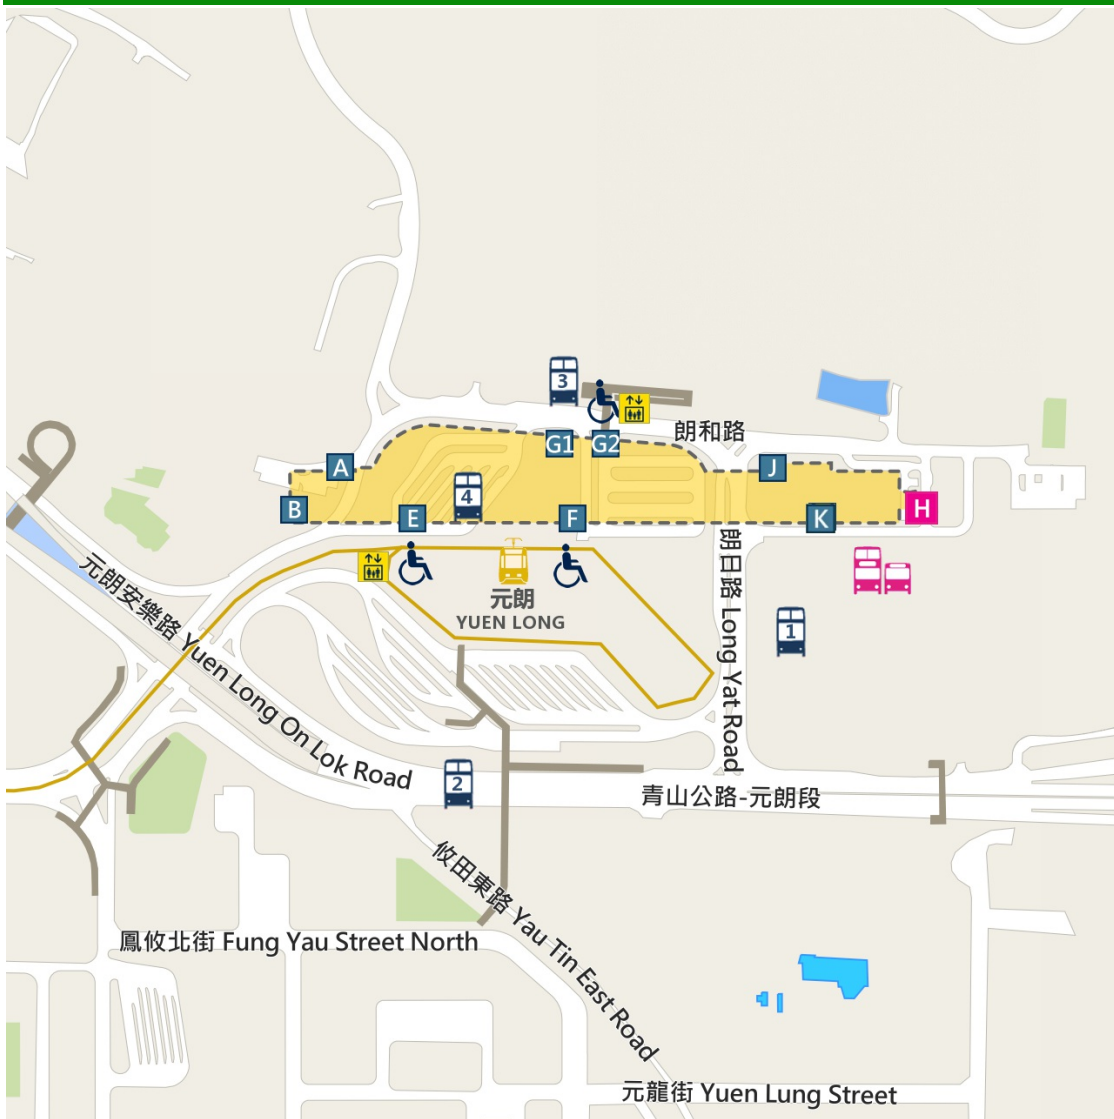 3
G1
G2
朗和路
A
J
4
B
H
E
F
K
元朗
YUEN LONG
1
朗日路 Long Yat Road
元朗安樂路 Yuen Long On Lok Road
2
青山公路-元朗段
攸田東路 Yau Tin East Road
鳳攸北街 Fung Yau Street North
元龍街 Yuen Lung Street